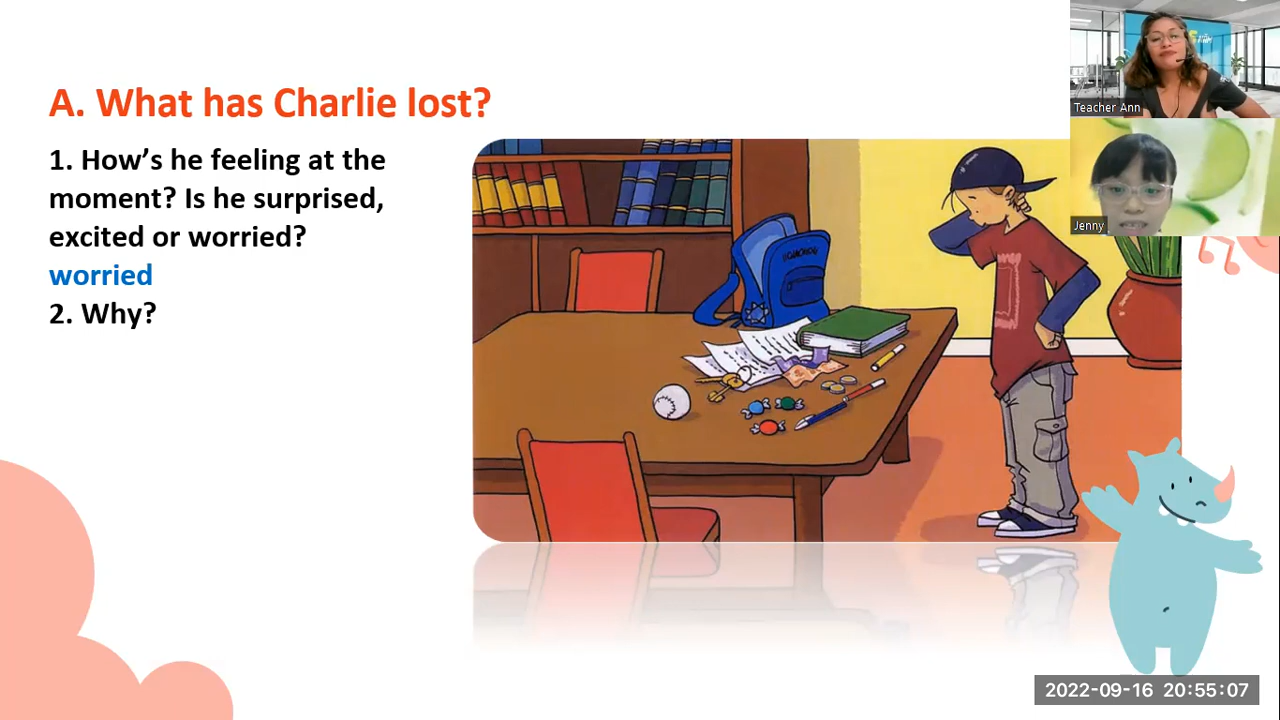 A. What has Charlie lost?
1. How's he feeling at the
moment? Is he surprised,
excited or worried?
worried
2. Why?
Teacher Ann
Jenny
2022-09-16 20:55:07